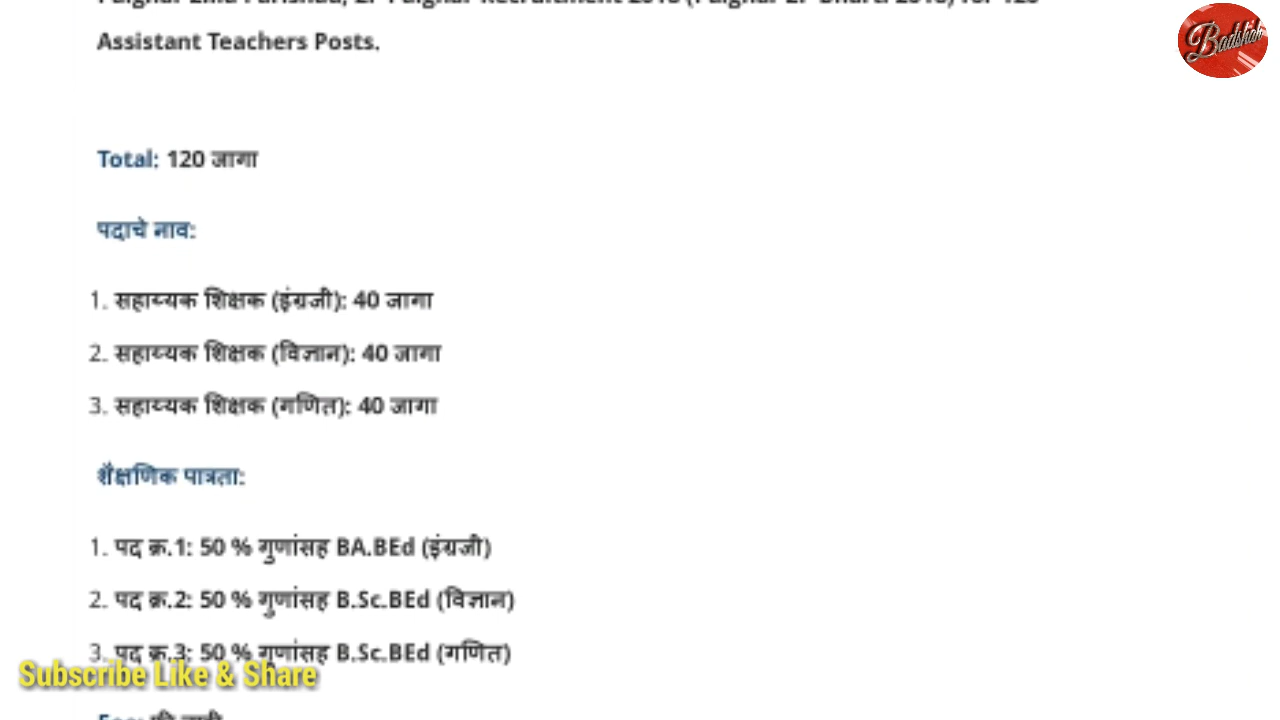 Assistant Teachers Posts.
Badshah
Total: 120 जागा
पदाचे नाव:
1. सहाय्यक शिक्षक (इंग्रजी): 40 जागा
2. सहाय्यक शिक्षक (विज्ञान): 40 जागा
3. सहाय्यक शिक्षक (गणित): 40 जागा
शैक्षणिक पात्रता:
1. पद क्र.1: 50 % गुणांसह BA.BEd (इंग्रजी)
2. पद क्र.2: 50 % गुणांसह B.Sc.BEd (विज्ञान)
3. पद क्र.3: 50 % गुणांसह B.Sc.BEd (गणित)
Subscribe Like & Share